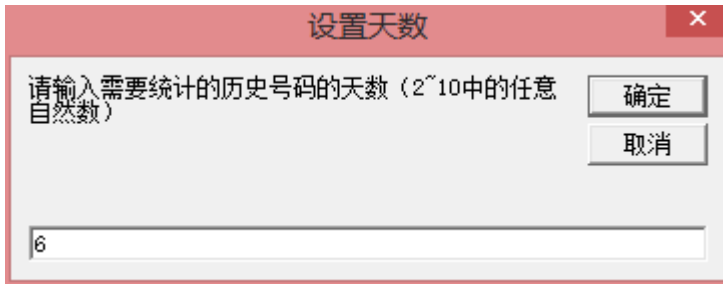 设置天数
×
请输入需要统计的历史号码的天数（2~10中的任意
自然数）
确定
取消
6